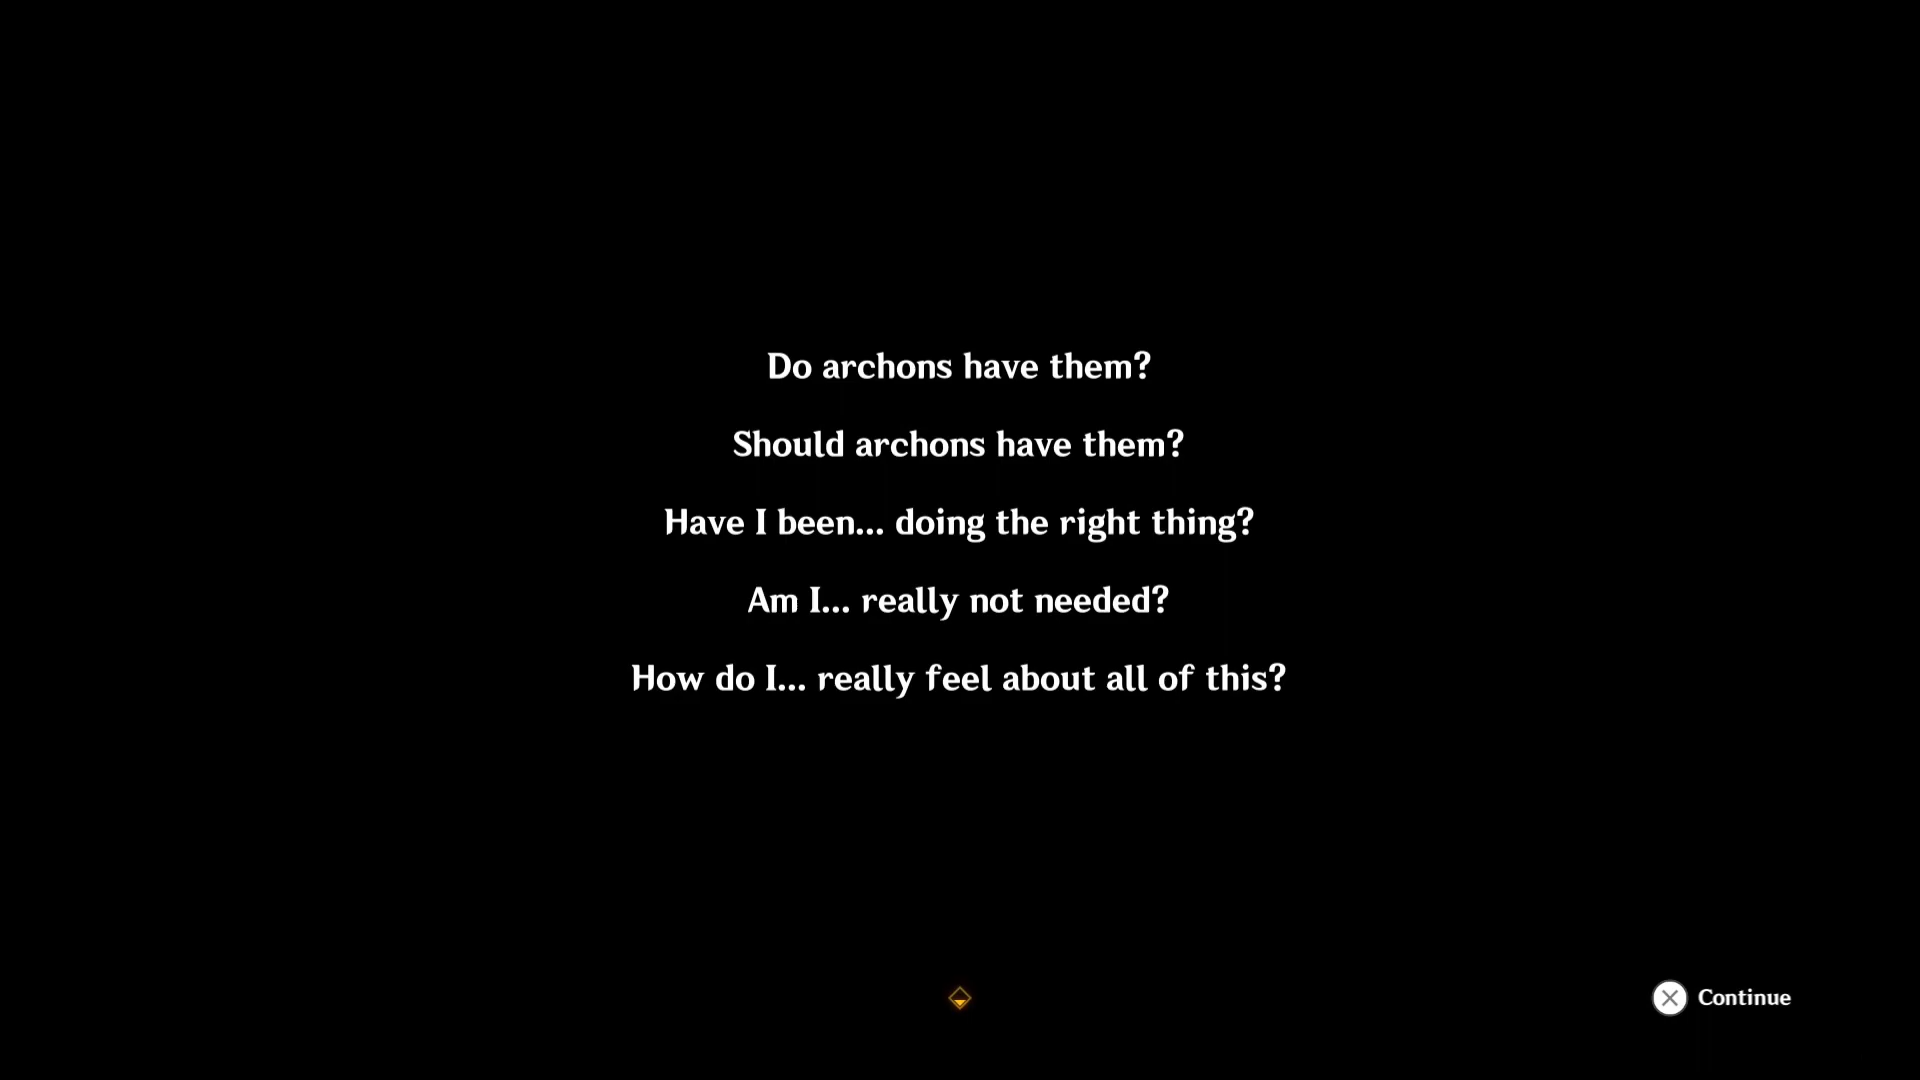 Do archons have them?
Should archons have them?
Have I been... doing the right thing?
Am I... really not needed?
How do I... really feel about all of this?
Continue